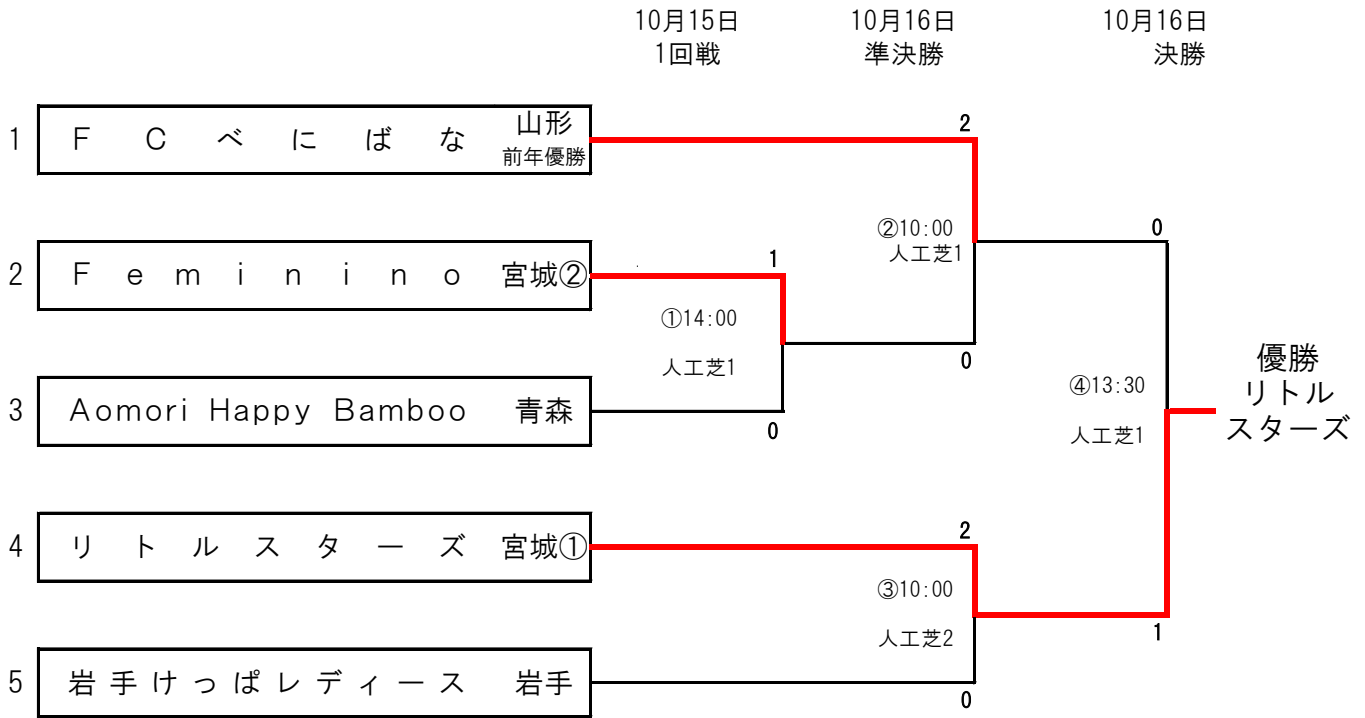 10月15日
1回戦
10月16日
準決勝
10月16日
決勝
1 FCべにばな 山形
前年優勝
2
②10:00
人工芝1
0
2 Feminino 宮城②
1
①14:00
人工芝1
0
3 Aomori Happy Bamboo 青森
0
④13:30
人工芝1
優勝
リトル
スターズ
4 リトルスターズ 宮城①
2
③10:00
人工芝2
1
5 岩手けっぱレディース 岩手
0